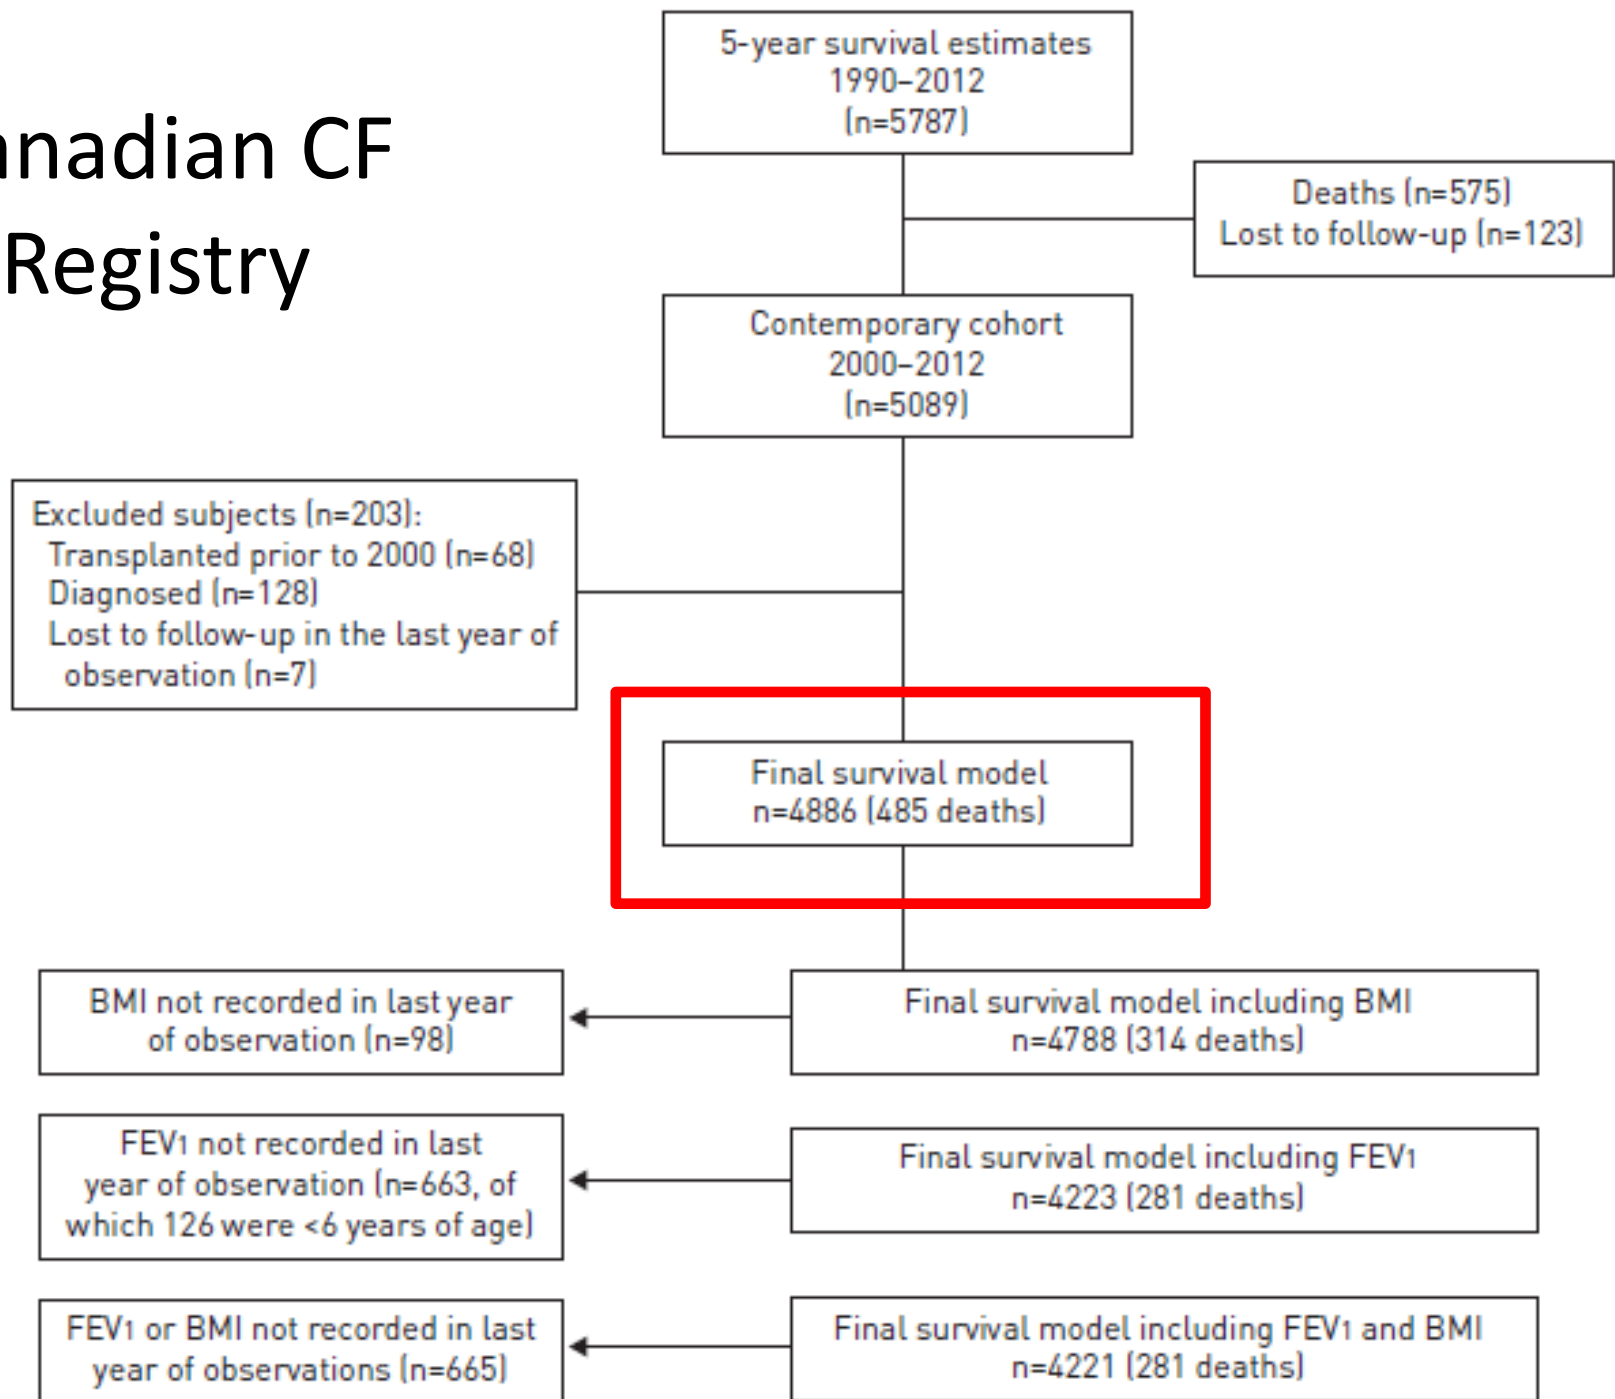 5-year survival estimates
1990–2012
(n=5787)
anadian CF
Registry
Deaths (n=575)
Lost to follow-up (n=123)
Contemporary cohort
2000–2012
(n=5089)
Excluded subjects (n=203):
Transplanted prior to 2000 (n=68)
Diagnosed (n=128)
Lost to follow-up in the last year of
observation (n=7)
Final survival model
n=4886 (485 deaths)
BMI not recorded in last year
of observation (n=98)
Final survival model including BMI
n=4788 (314 deaths)
FEV1 not recorded in last
year of observation (n=663, of
which 126 were <6 years of age)
Final survival model including FEV1
n=4223 (281 deaths)
FEV1 or BMI not recorded in last
year of observations (n=665)
Final survival model including FEV1 and BMI
n=4221 (281 deaths)